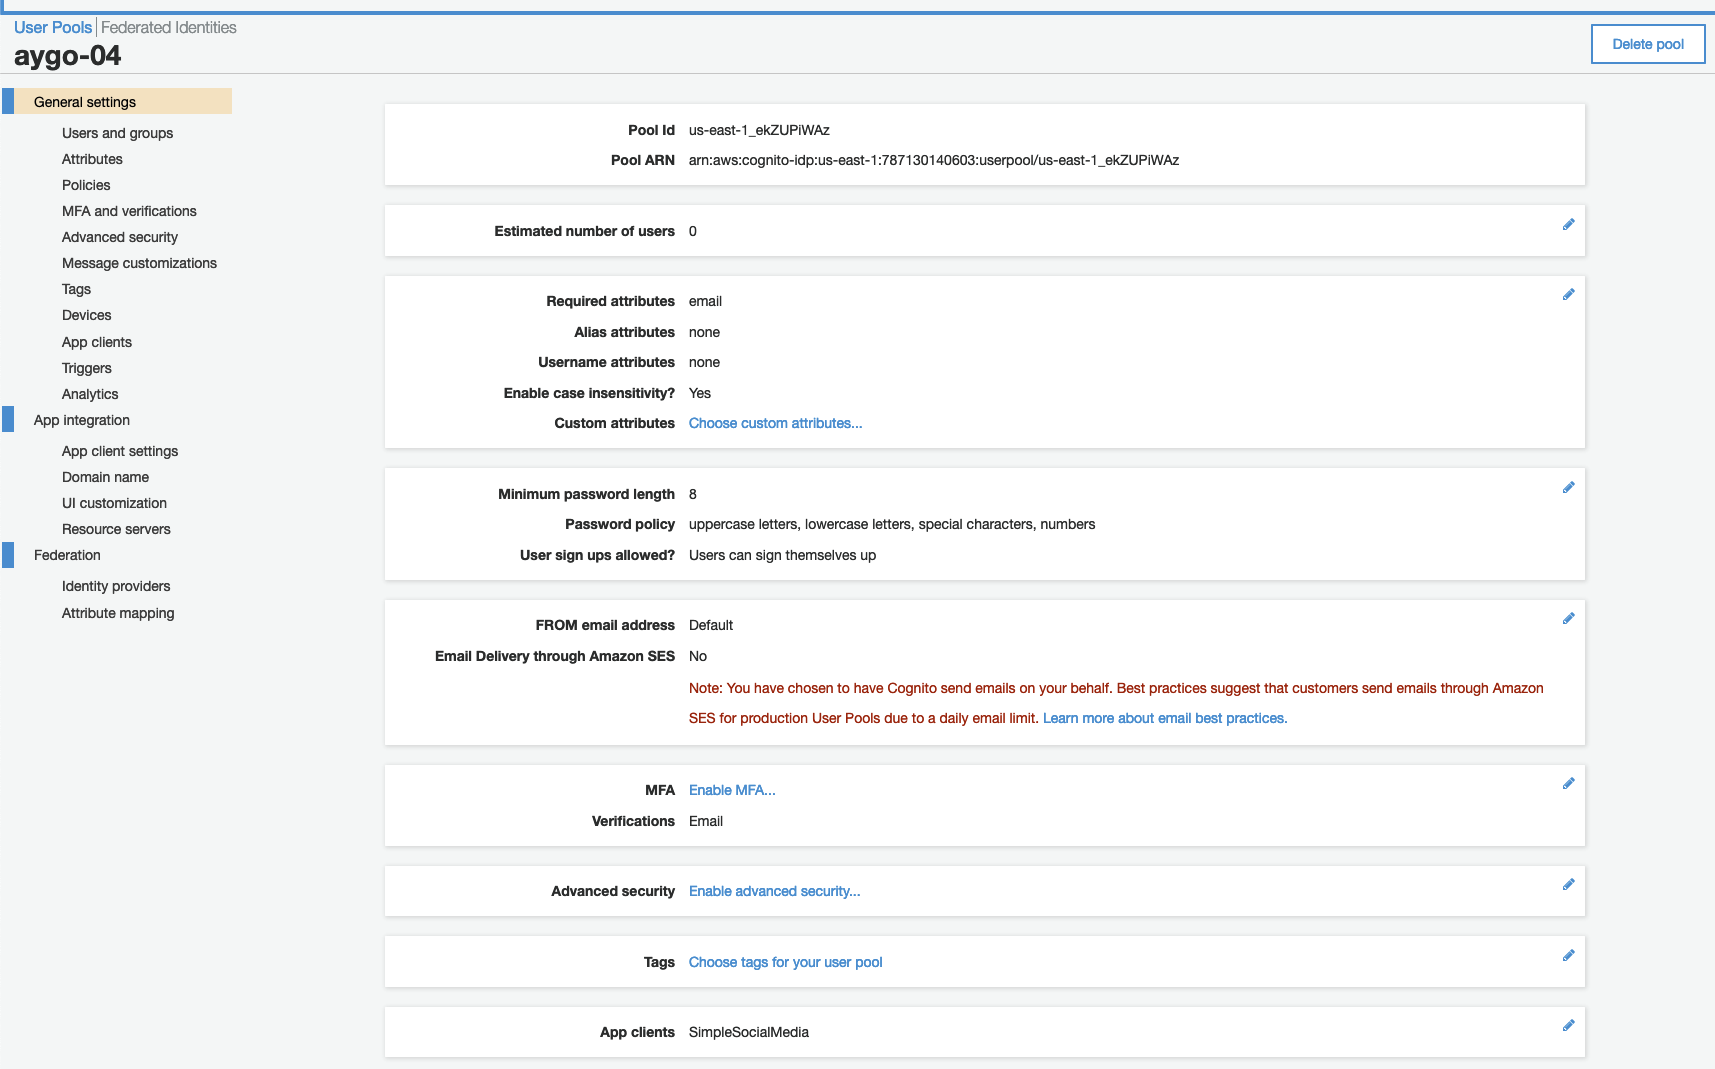 User Pools | Federated Identities
aygo-04
Delete pool
General settings
Users and groups
Attributes
Policies
MFA and verifications
Advanced security
Message customizations
Tags
Devices
App clients
Triggers
Analytics
App integration
App client settings
Domain name
UI customization
Resource servers
Federation
Identity providers
Attribute mapping
Pool Id us-east-1_ekZUPiWAz
Pool ARN arn:aws:cognito-idp:us-east-1:787130140603:userpool/us-east-1_ekZUPiWAz
Estimated number of users 0
Required attributes email
Alias attributes none
Username attributes none
Enable case insensitivity? Yes
Custom attributes Choose custom attributes...
Minimum password length 8
Password policy uppercase letters, lowercase letters, special characters, numbers
User sign ups allowed? Users can sign themselves up
FROM email address Default
Email Delivery through Amazon SES No
Note: You have chosen to have Cognito send emails on your behalf. Best practices suggest that customers send emails through Amazon
SES for production User Pools due to a daily email limit. Learn more about email best practices.
MFA Enable MFA...
Verifications Email
Advanced security Enable advanced security...
Tags Choose tags for your user pool
App clients SimpleSocialMedia